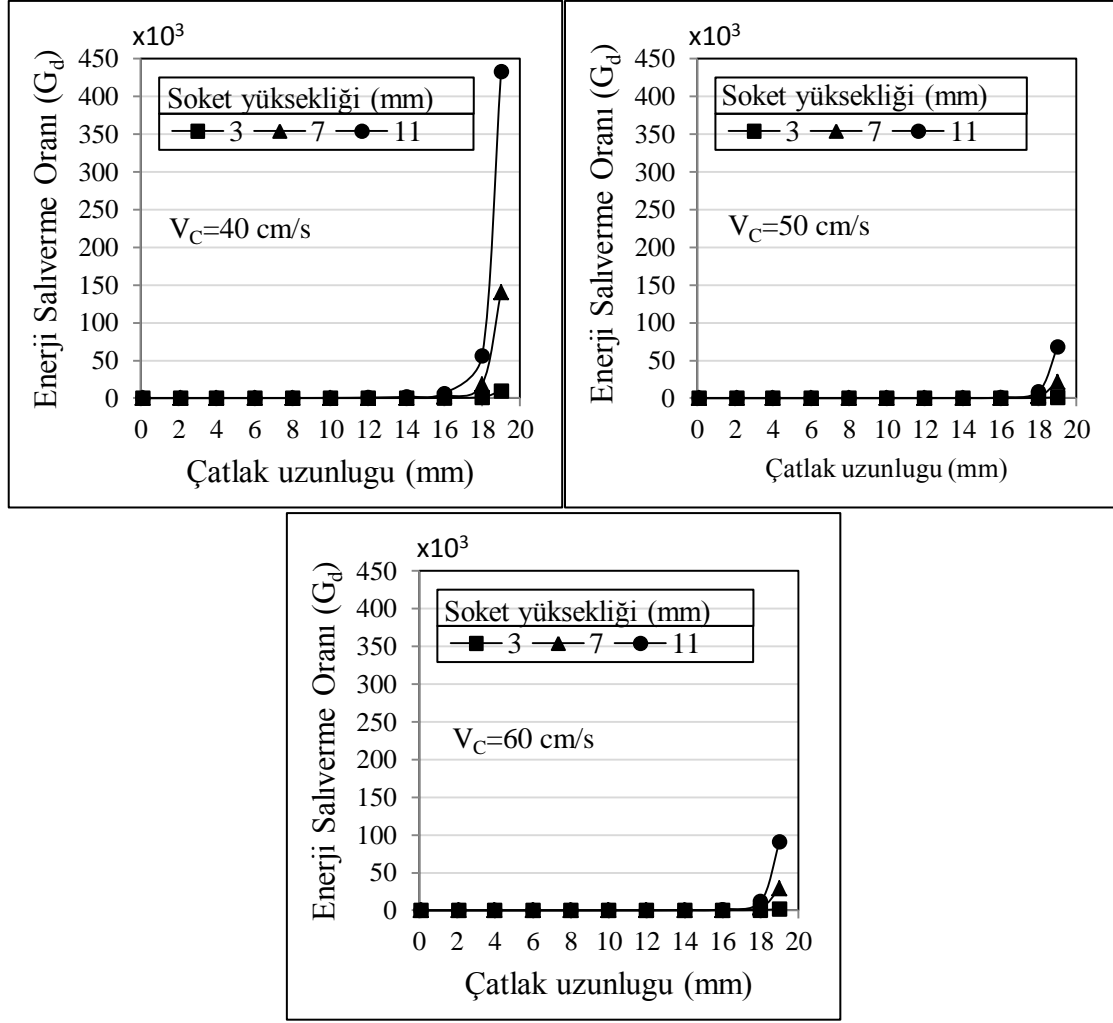 x10³
450
400
350
300
250
200
150
100
50
0
Enerji Salıverme Oranı (G_d)
Soket yüksekliği (mm)
3 7 11
V_C=40 cm/s
0 2 4 6 8 10 12 14 16 18 20
Çatlak uzunlugu (mm)
x10³
450
400
350
300
250
200
150
100
50
0
Enerji Salıverme Oranı (G_d)
Soket yüksekliği (mm)
3 7 11
V_C=50 cm/s
0 2 4 6 8 10 12 14 16 18 20
Çatlak uzunlugu (mm)
x10³
450
400
350
300
250
200
150
100
50
0
Enerji Salıverme Oranı (G_d)
Soket yüksekliği (mm)
3 7 11
V_C=60 cm/s
0 2 4 6 8 10 12 14 16 18 20
Çatlak uzunlugu (mm)